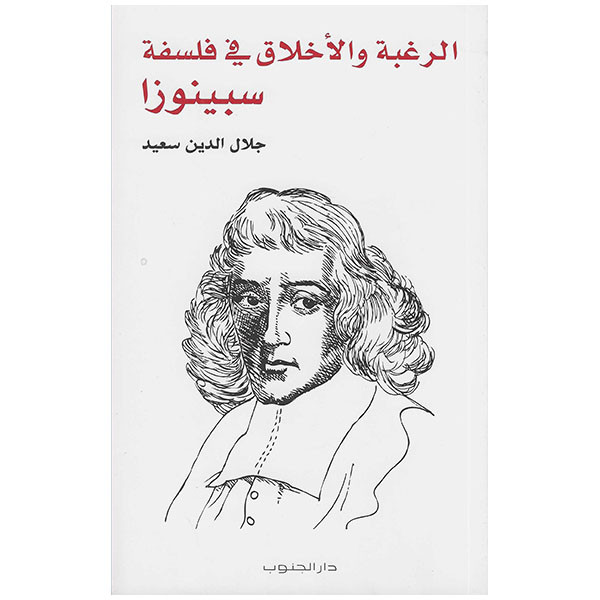 الرغبة والأخلاق في فلسفة
سبينوزا
جلال الدين سعيد
دار الجنوب